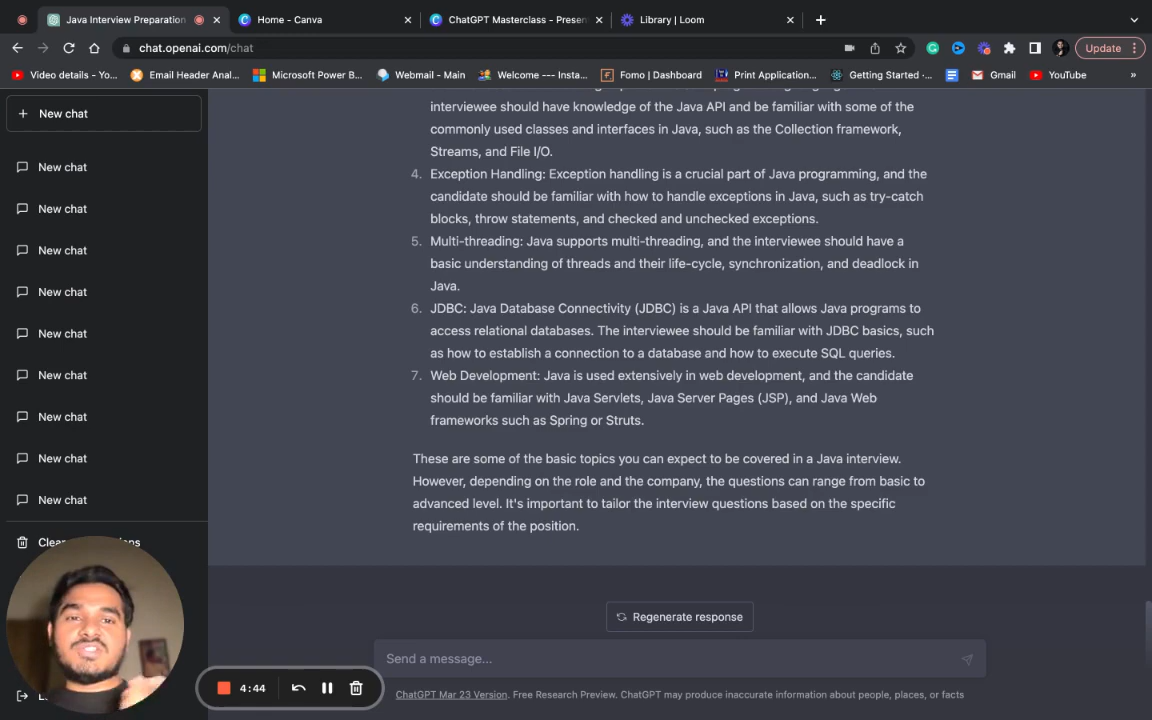 Java Interview Preparation
Home - Canva
ChatGPT Masterclass - Presen
Library | Loom
chat.openai.com/chat
Update
Video details - Yo...
Email Header Anal...
Microsoft Power B...
Webmail - Main
Welcome --- Insta...
Fomo | Dashboard
Print Application...
Getting Started -...
Gmail
YouTube
»
+ New chat
New chat
New chat
New chat
New chat
New chat
New chat
New chat
New chat
New chat
interviewee should have knowledge of the Java API and be familiar with some of the
commonly used classes and interfaces in Java, such as the Collection framework,
Streams, and File I/O.
4. Exception Handling: Exception handling is a crucial part of Java programming, and the
candidate should be familiar with how to handle exceptions in Java, such as try-catch
blocks, throw statements, and checked and unchecked exceptions.
5. Multi-threading: Java supports multi-threading, and the interviewee should have a
basic understanding of threads and their life-cycle, synchronization, and deadlock in
Java.
6. JDBC: Java Database Connectivity (JDBC) is a Java API that allows Java programs to
access relational databases. The interviewee should be familiar with JDBC basics, such
as how to establish a connection to a database and how to execute SQL queries.
7. Web Development: Java is used extensively in web development, and the candidate
should be familiar with Java Servlets, Java Server Pages (JSP), and Java Web
frameworks such as Spring or Struts.
These are some of the basic topics you can expect to be covered in a Java interview.
However, depending on the role and the company, the questions can range from basic to
advanced level. It's important to tailor the interview questions based on the specific
requirements of the position.
Regenerate response
Send a message...
4:44
ChatGPT Mar 23 Version. Free Research Preview. ChatGPT may produce inaccurate information about people, places, or facts